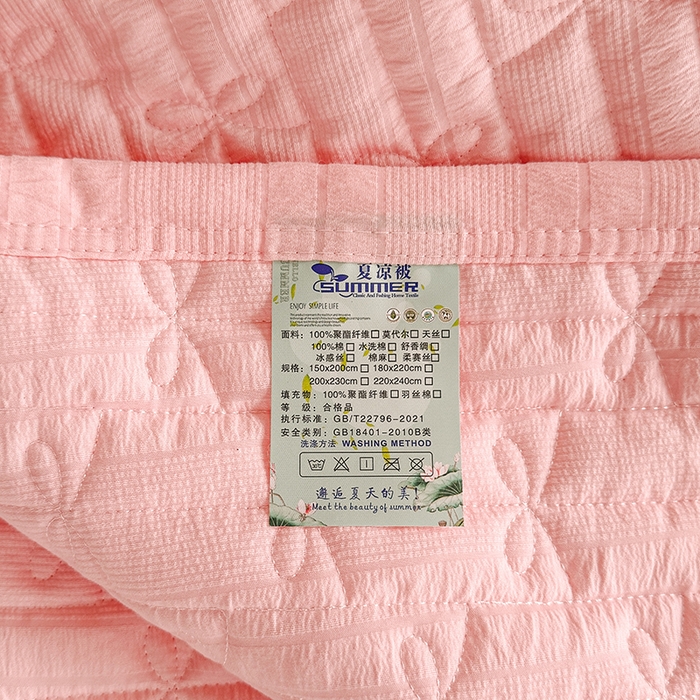 夏凉被
SUMMER
Classic And Fishing Home Textile
ENJOY SIMPLE LIFE
面料：100%聚酯纤维□ 莫代尔□ 天丝□
100%棉□ 水洗棉□ 舒香绸□
冰感丝□ 棉麻□ 柔赛丝□
规格：150x200cm□ 180x220cm□
200x230cm□ 220x240cm□
填充物：100%聚酯纤维□ 羽丝棉□
等 级：合格品
执行标准：GB/T22796-2021
安全类别：GB18401-2010B类
洗涤方法 WASHING METHOD
邂逅夏天的美！
Meet the beauty of summer